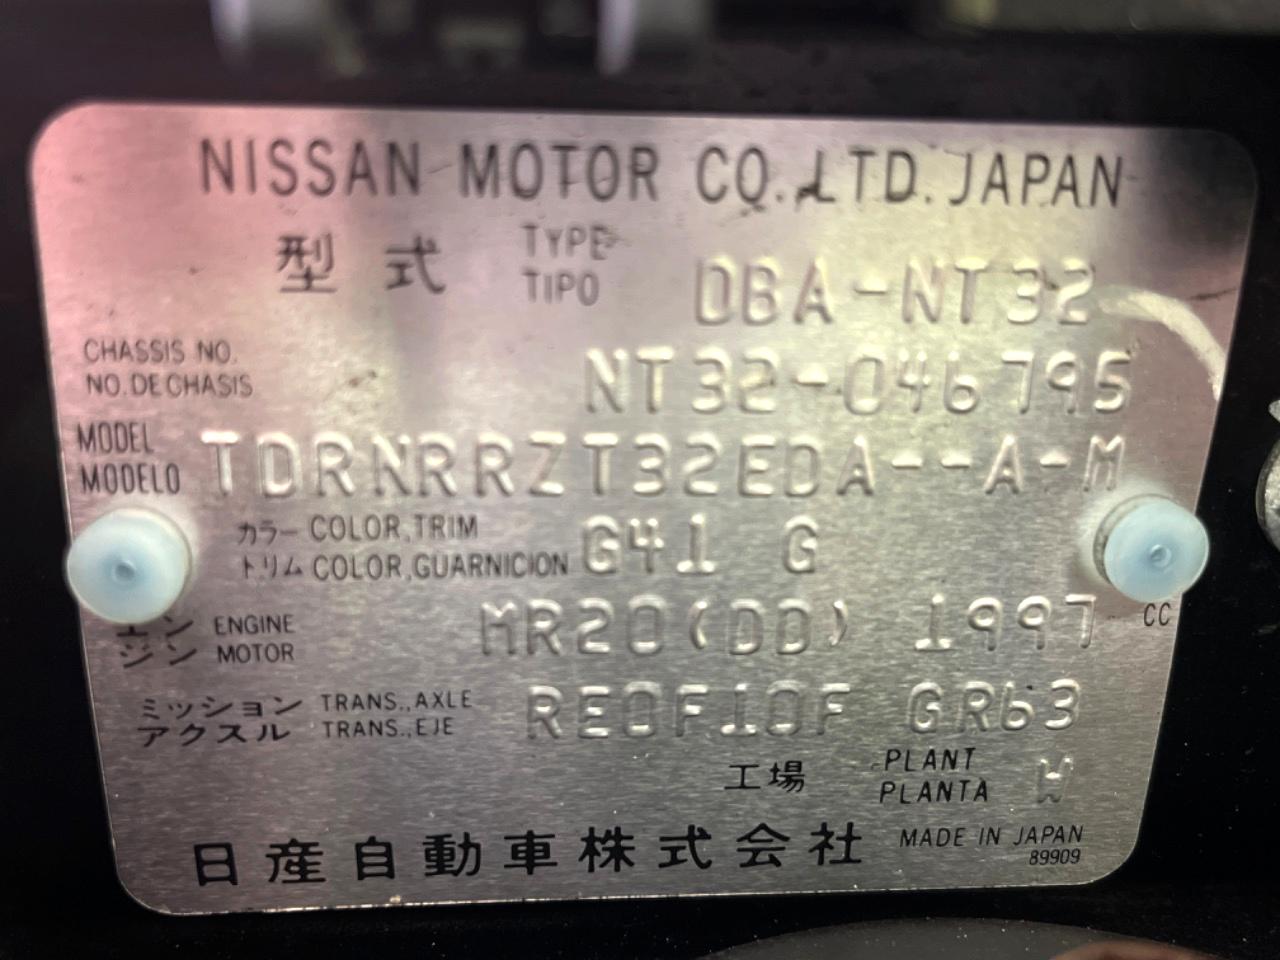 NISSAN MOTOR CO.,LTD. JAPAN
型式 TYPE DBA-NT32
TIPO
CHASSIS NO. NT32-046795
NO. DE CHASIS
MODEL TDRNRRZT32EDA--A-M
MODELO
カラー COLOR,TRIM G41 G
トリム COLOR,GUARNICION
エン ENGINE MR20(DD) 1997 CC
ジン MOTOR
ミッション TRANS.,AXLE RE0F10F GR63
アクスル TRANS.,EJE
工場 PLANT W
PLANTA
日産自動車株式会社 MADE IN JAPAN
89909